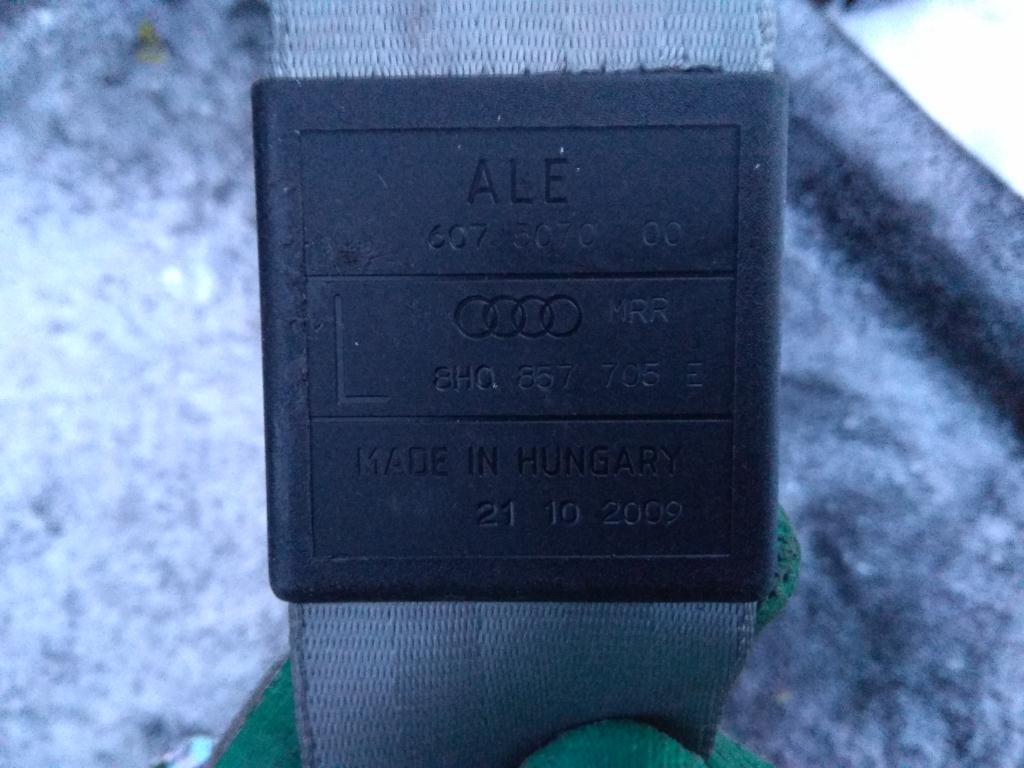 ALE
607 5070 00
L MRR
8H0 857 705 E
MADE IN HUNGARY
21 10 2009